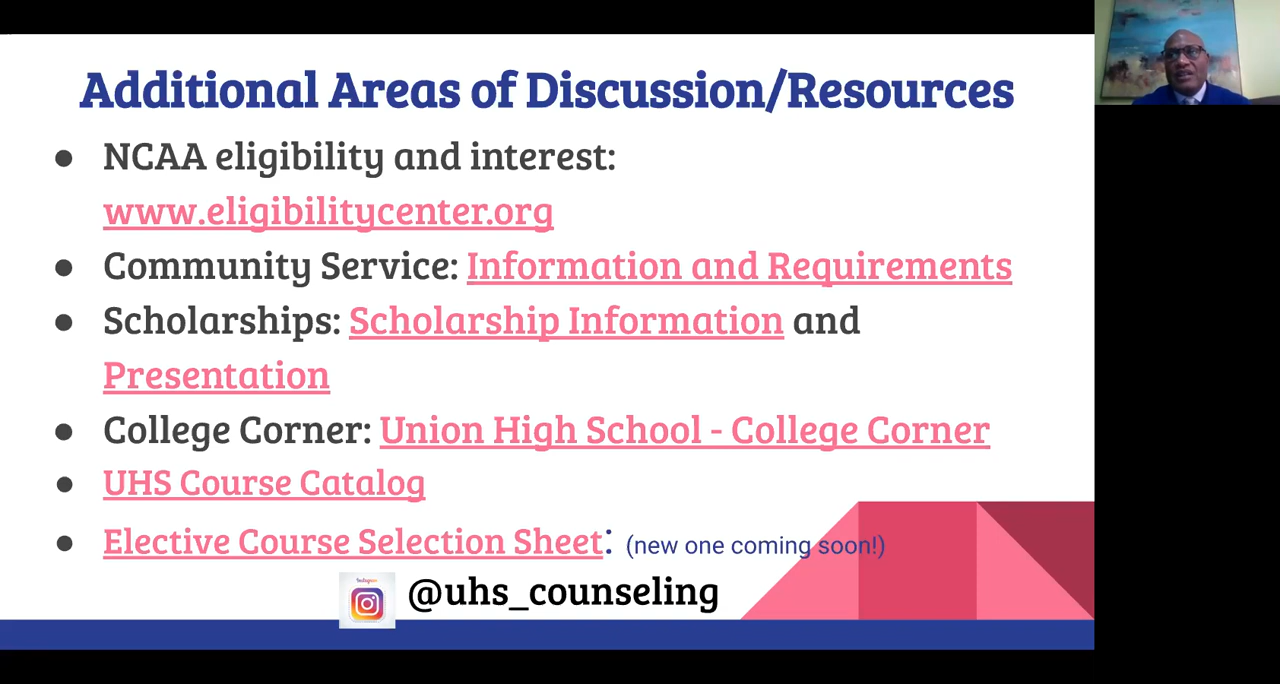 Additional Areas of Discussion/Resources
● NCAA eligibility and interest:
www.eligibilitycenter.org
● Community Service: Information and Requirements
● Scholarships: Scholarship Information and
Presentation
● College Corner: Union High School - College Corner
● UHS Course Catalog
● Elective Course Selection Sheet: (new one coming soon!)
Instagram
@uhs_counseling